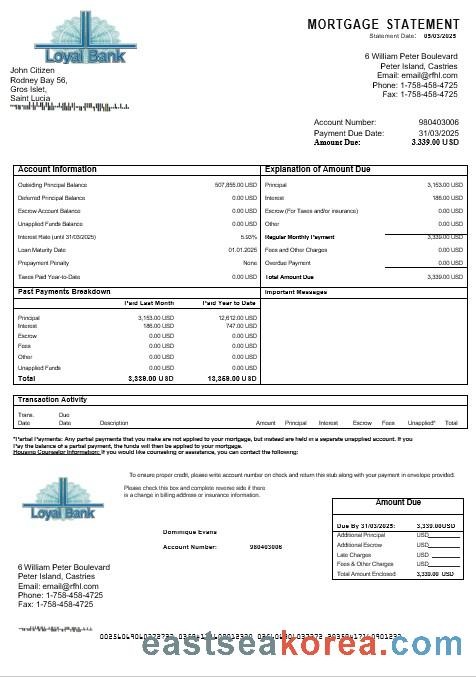 MORTGAGE STATEMENT
Statement Date: 05/03/2025
Loyal Bank
John Citizen
Rodney Bay 56,
Gros Islet,
Saint Lucia
6 William Peter Boulevard
Peter Island, Castries
Email: email@rfhl.com
Phone: 1-758-458-4725
Fax: 1-758-458-4725
Account Number: 980403006
Payment Due Date: 31/03/2025
Amount Due: 3.339.00 USD
Account Information
Outsiding Principal Balance 507,855.00 USD
Deferred Principal Balance 0.00 USD
Escrow Account Balance 0.00 USD
Unapplied Funds Balance 0.00 USD
Interest Rate (until 31/03/2025) 5.93%
Loan Maturity Date 01.01.2025
Prepayment Penalty None
Taxes Paid Year-to-Date 0.00 USD
Explanation of Amount Due
Principal 3,153.00 USD
Interest 186.00 USD
Escrow (For Taxes and/or insurance) 0.00 USD
Other 0.00 USD
Regular Monthly Payment 3,339.00 USD
Fees and Other Charges 0.00 USD
Overdue Payment 0.00 USD
Total Amount Due 3,339.00 USD
Past Payments Breakdown
Paid Last Month Paid Year to Date
Principal 3,153.00 USD 12,612.00 USD
Interest 186.00 USD 747.00 USD
Escrow 0.00 USD 0.00 USD
Fees 0.00 USD 0.00 USD
Other 0.00 USD 0.00 USD
Unapplied Funds 0.00 USD 0.00 USD
Total 3,339.00 USD 13,359.00 USD
Important Messages
Transaction Activity
Trans. Date Due Date Description Amount Principal Interest Escrow Fees Unapplied* Total
*Partial Payments: Any partial payments that you make are not applied to your mortgage, but instead are held in a separate unapplied account. If you
Pay the balance of a partial payment, the funds will then be applied to your mortgage.
Housing Counselor Information: If you would like counseling or assistance, you can contact the following:
To ensure proper credit, please write account number on check and return this stub along with your payment in envelope provided.
Please check this box and complete reverse side if there
is a change in billing address or insurance information.
Loyal Bank
Dominique Evans
Account Number: 980403006
Amount Due
Due By 31/03/2025: 3,339.00USD
Additional Principal USD
Additional Escrow USD
Late Charges USD
Fees & Other Charges USD
Total Amount Enclosed 3,339.00 USD
6 William Peter Boulevard
Peter Island, Castries
Email: email@rfhl.com
Phone: 1-758-458-4725
Fax: 1-758-458-4725
eastseakorea.com